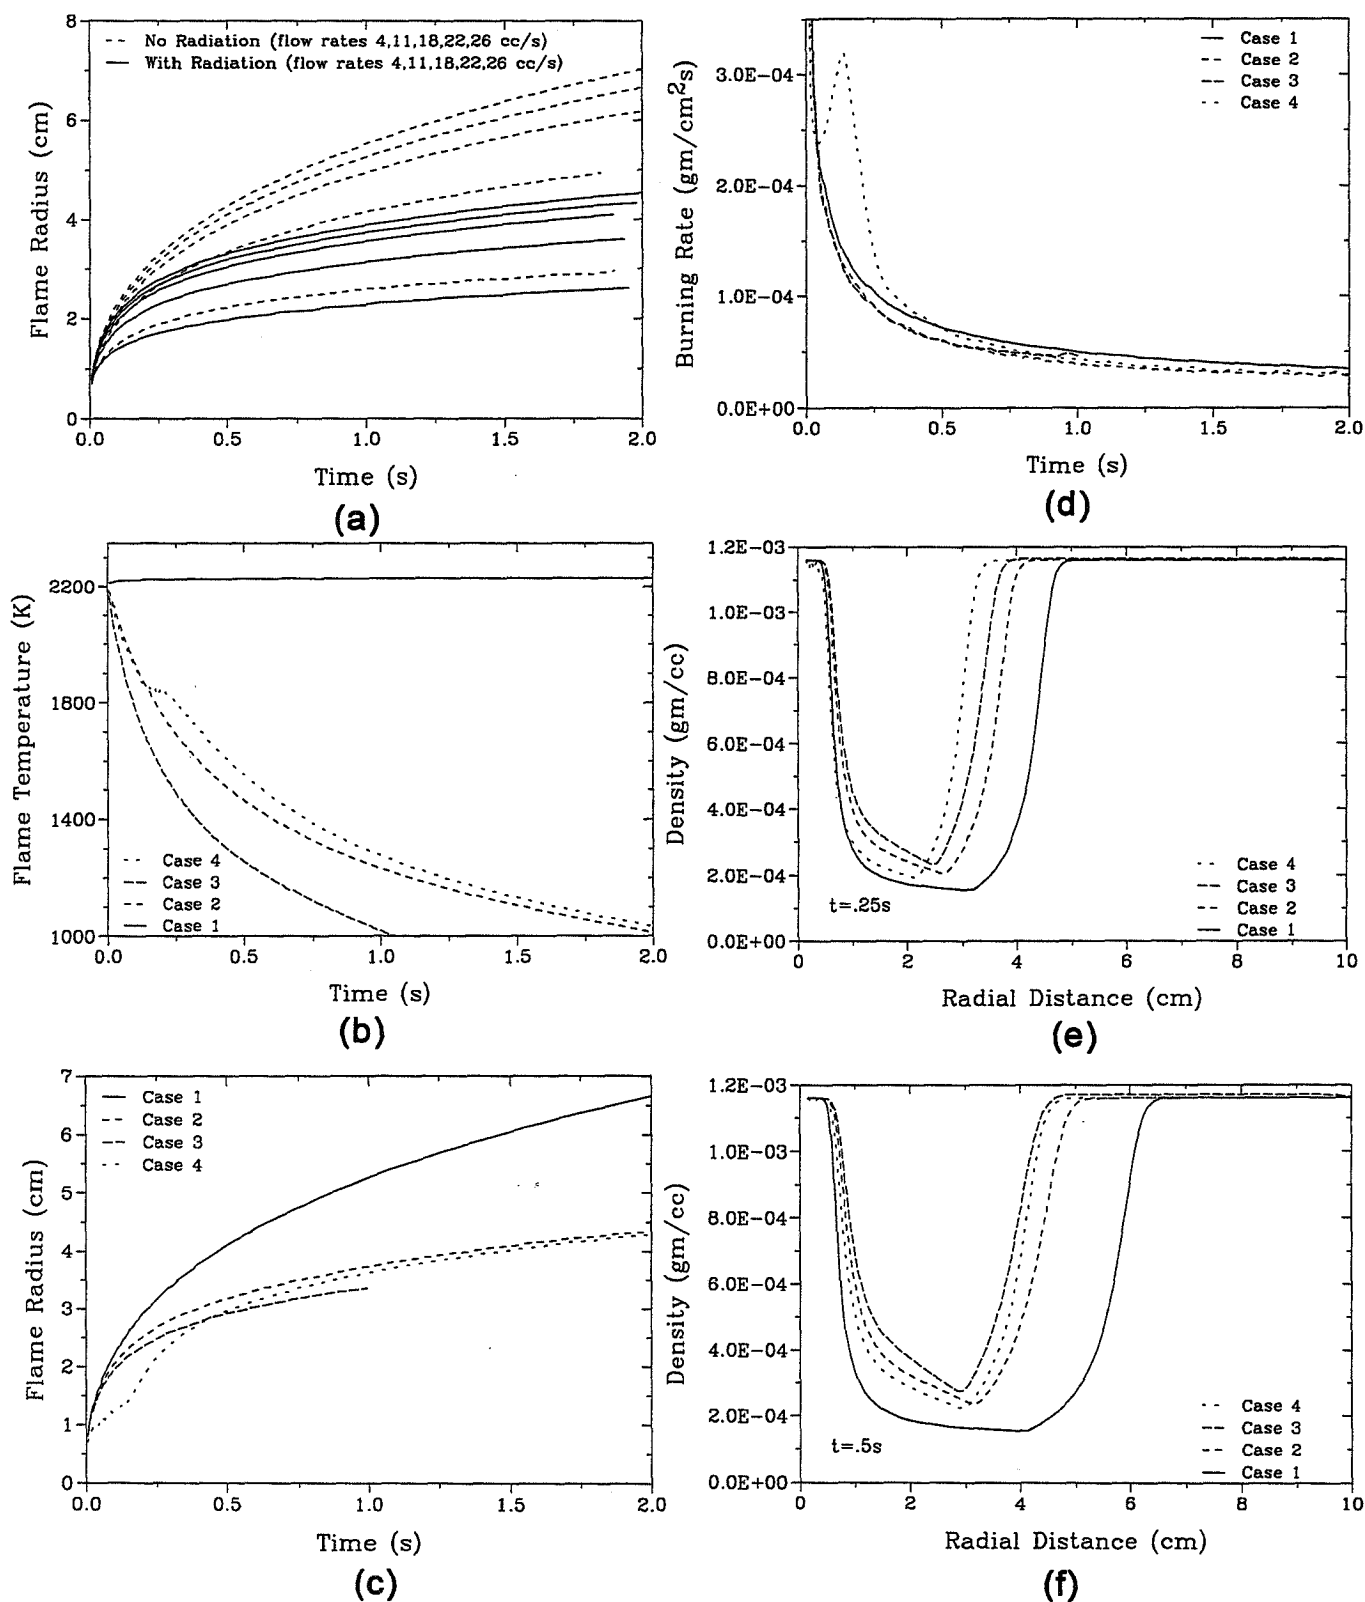 8
6
4
2
0
Flame Radius (cm)
No Radiation (flow rates 4,11,18,22,26 cc/s)
With Radiation (flow rates 4,11,18,22,26 cc/s)
0.0 0.5 1.0 1.5 2.0
Time (s)
(a)
2200
1800
1400
1000
Flame Temperature (K)
Case 4
Case 3
Case 2
Case 1
0.0 0.5 1.0 1.5 2.0
Time (s)
(b)
7
6
5
4
3
2
1
0
Flame Radius (cm)
Case 1
Case 2
Case 3
Case 4
0.0 0.5 1.0 1.5 2.0
Time (s)
(c)
3.0E-04
2.0E-04
1.0E-04
0.0E+00
Burning Rate (gm/cm²s)
Case 1
Case 2
Case 3
Case 4
0.0 0.5 1.0 1.5 2.0
Time (s)
(d)
1.2E-03
1.0E-03
8.0E-04
6.0E-04
4.0E-04
2.0E-04
0.0E+00
Density (gm/cc)
t=.25s
Case 4
Case 3
Case 2
Case 1
0 2 4 6 8 10
Radial Distance (cm)
(e)
1.2E-03
1.0E-03
8.0E-04
6.0E-04
4.0E-04
2.0E-04
0.0E+00
Density (gm/cc)
t=.5s
Case 4
Case 3
Case 2
Case 1
0 2 4 6 8 10
Radial Distance (cm)
(f)